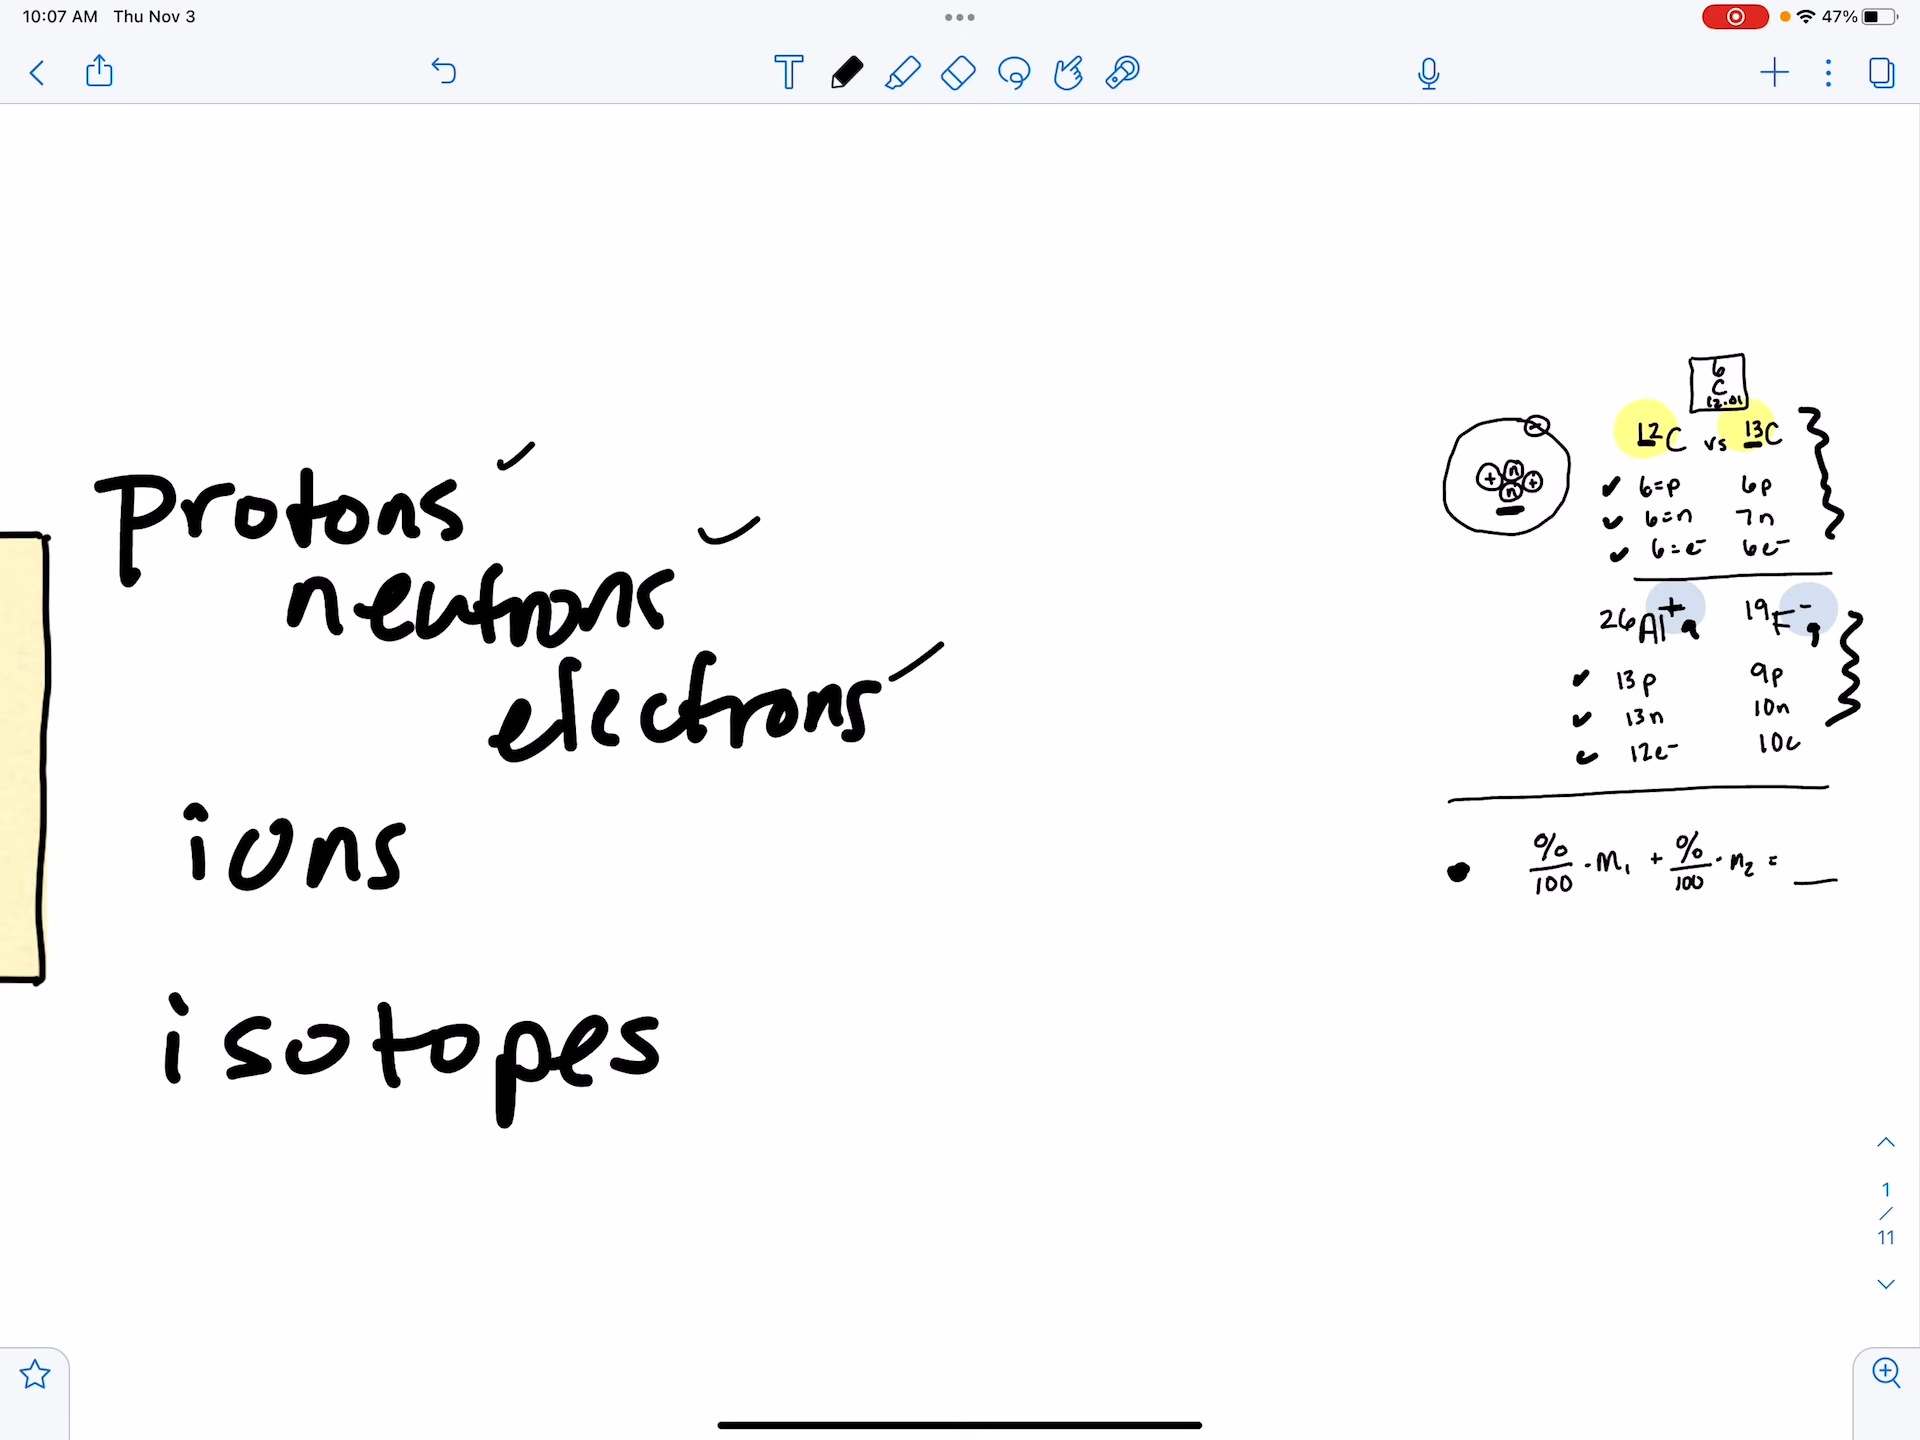 10:07 AM Thu Nov 3
47%
T
protons
neutrons
electrons
ions
isotopes
6
C
12.01
12C vs 13C
6=p 6p
6=n 7n
6=e- 6e-
26Al+ 19F-
13p 9p
13n 10n
12e- 10e
%/100 · m1 + %/100 · m2 = __
- + n n +
1
/
11